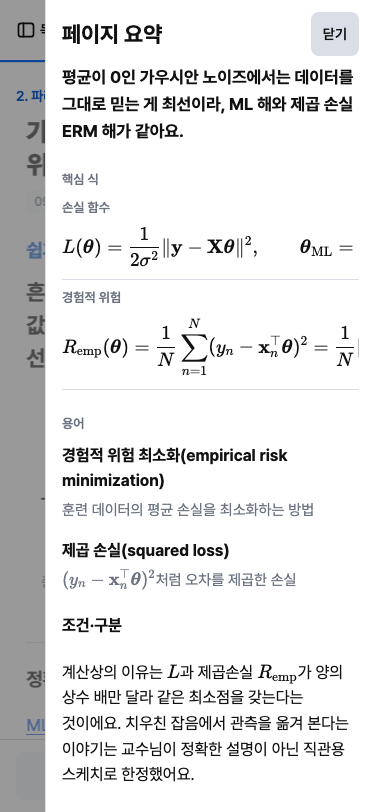 페이지 요약
닫기
평균이 0인 가우시안 노이즈에서는 데이터를
그대로 믿는 게 최선이라, ML 해와 제곱 손실
ERM 해가 같아요.
핵심 식
손실 함수
L(θ) = 1/(2σ²) ‖y − Xθ‖², θ_ML =
경험적 위험
R_emp(θ) = 1/N ∑_{n=1}^{N} (y_n − x_n^⊤θ)² = 1/N
용어
경험적 위험 최소화(empirical risk
minimization)
훈련 데이터의 평균 손실을 최소화하는 방법
제곱 손실(squared loss)
(y_n − x_n^⊤θ)²처럼 오차를 제곱한 손실
조건·구분
계산상의 이유는 L과 제곱손실 R_emp가 양의
상수 배만 달라 같은 최소점을 갖는다는
것이에요. 치우친 잡음에서 관측을 옮겨 본다는
이야기는 교수님이 정확한 설명이 아닌 직관용
스케치로 한정했어요.
2. 파
가
위
쉽
흔
값
선
정
ML